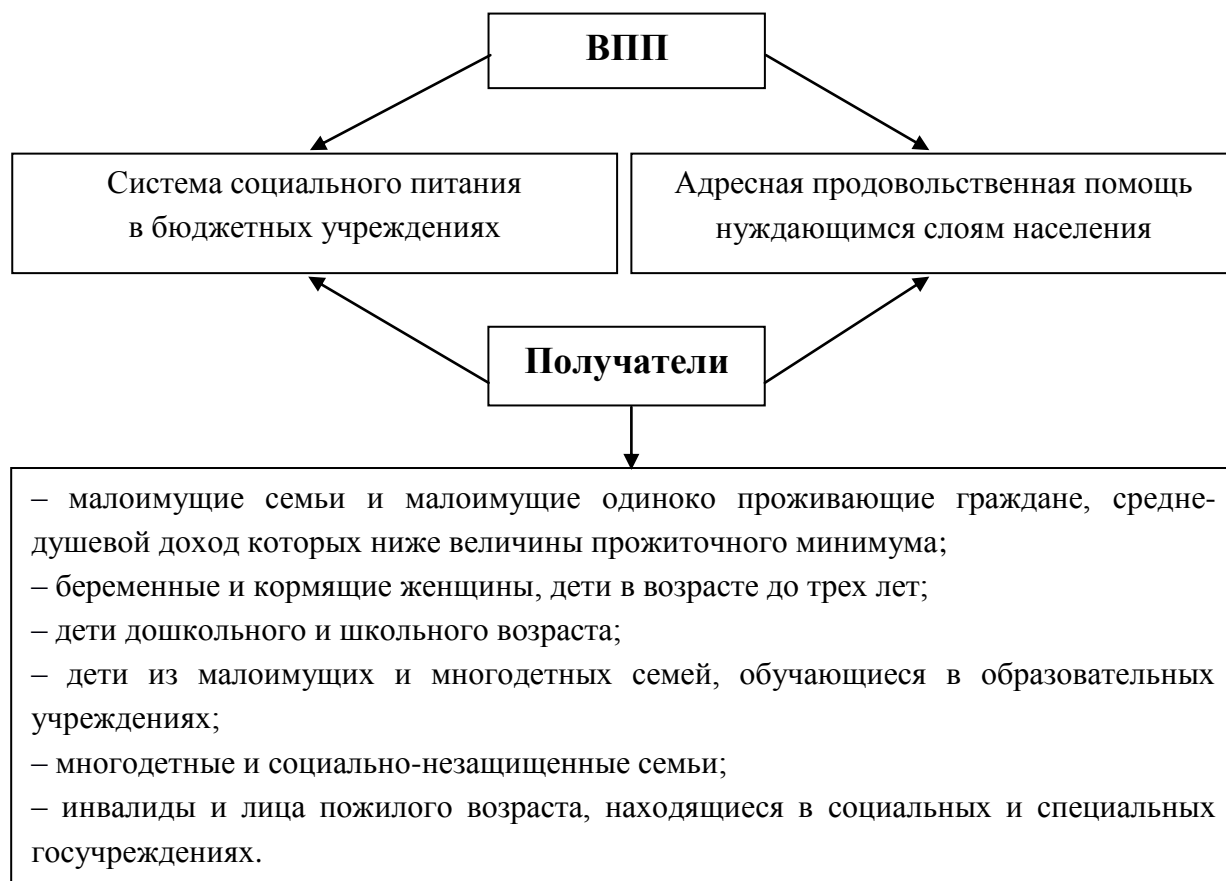 ВПП
Система социального питания
в бюджетных учреждениях
Адресная продовольственная помощь
нуждающимся слоям населения
Получатели
– малоимущие семьи и малоимущие одиноко проживающие граждане, средне-
душевой доход которых ниже величины прожиточного минимума;
– беременные и кормящие женщины, дети в возрасте до трех лет;
– дети дошкольного и школьного возраста;
– дети из малоимущих и многодетных семей, обучающиеся в образовательных
учреждениях;
– многодетные и социально-незащищенные семьи;
– инвалиды и лица пожилого возраста, находящиеся в социальных и специальных
госучреждениях.